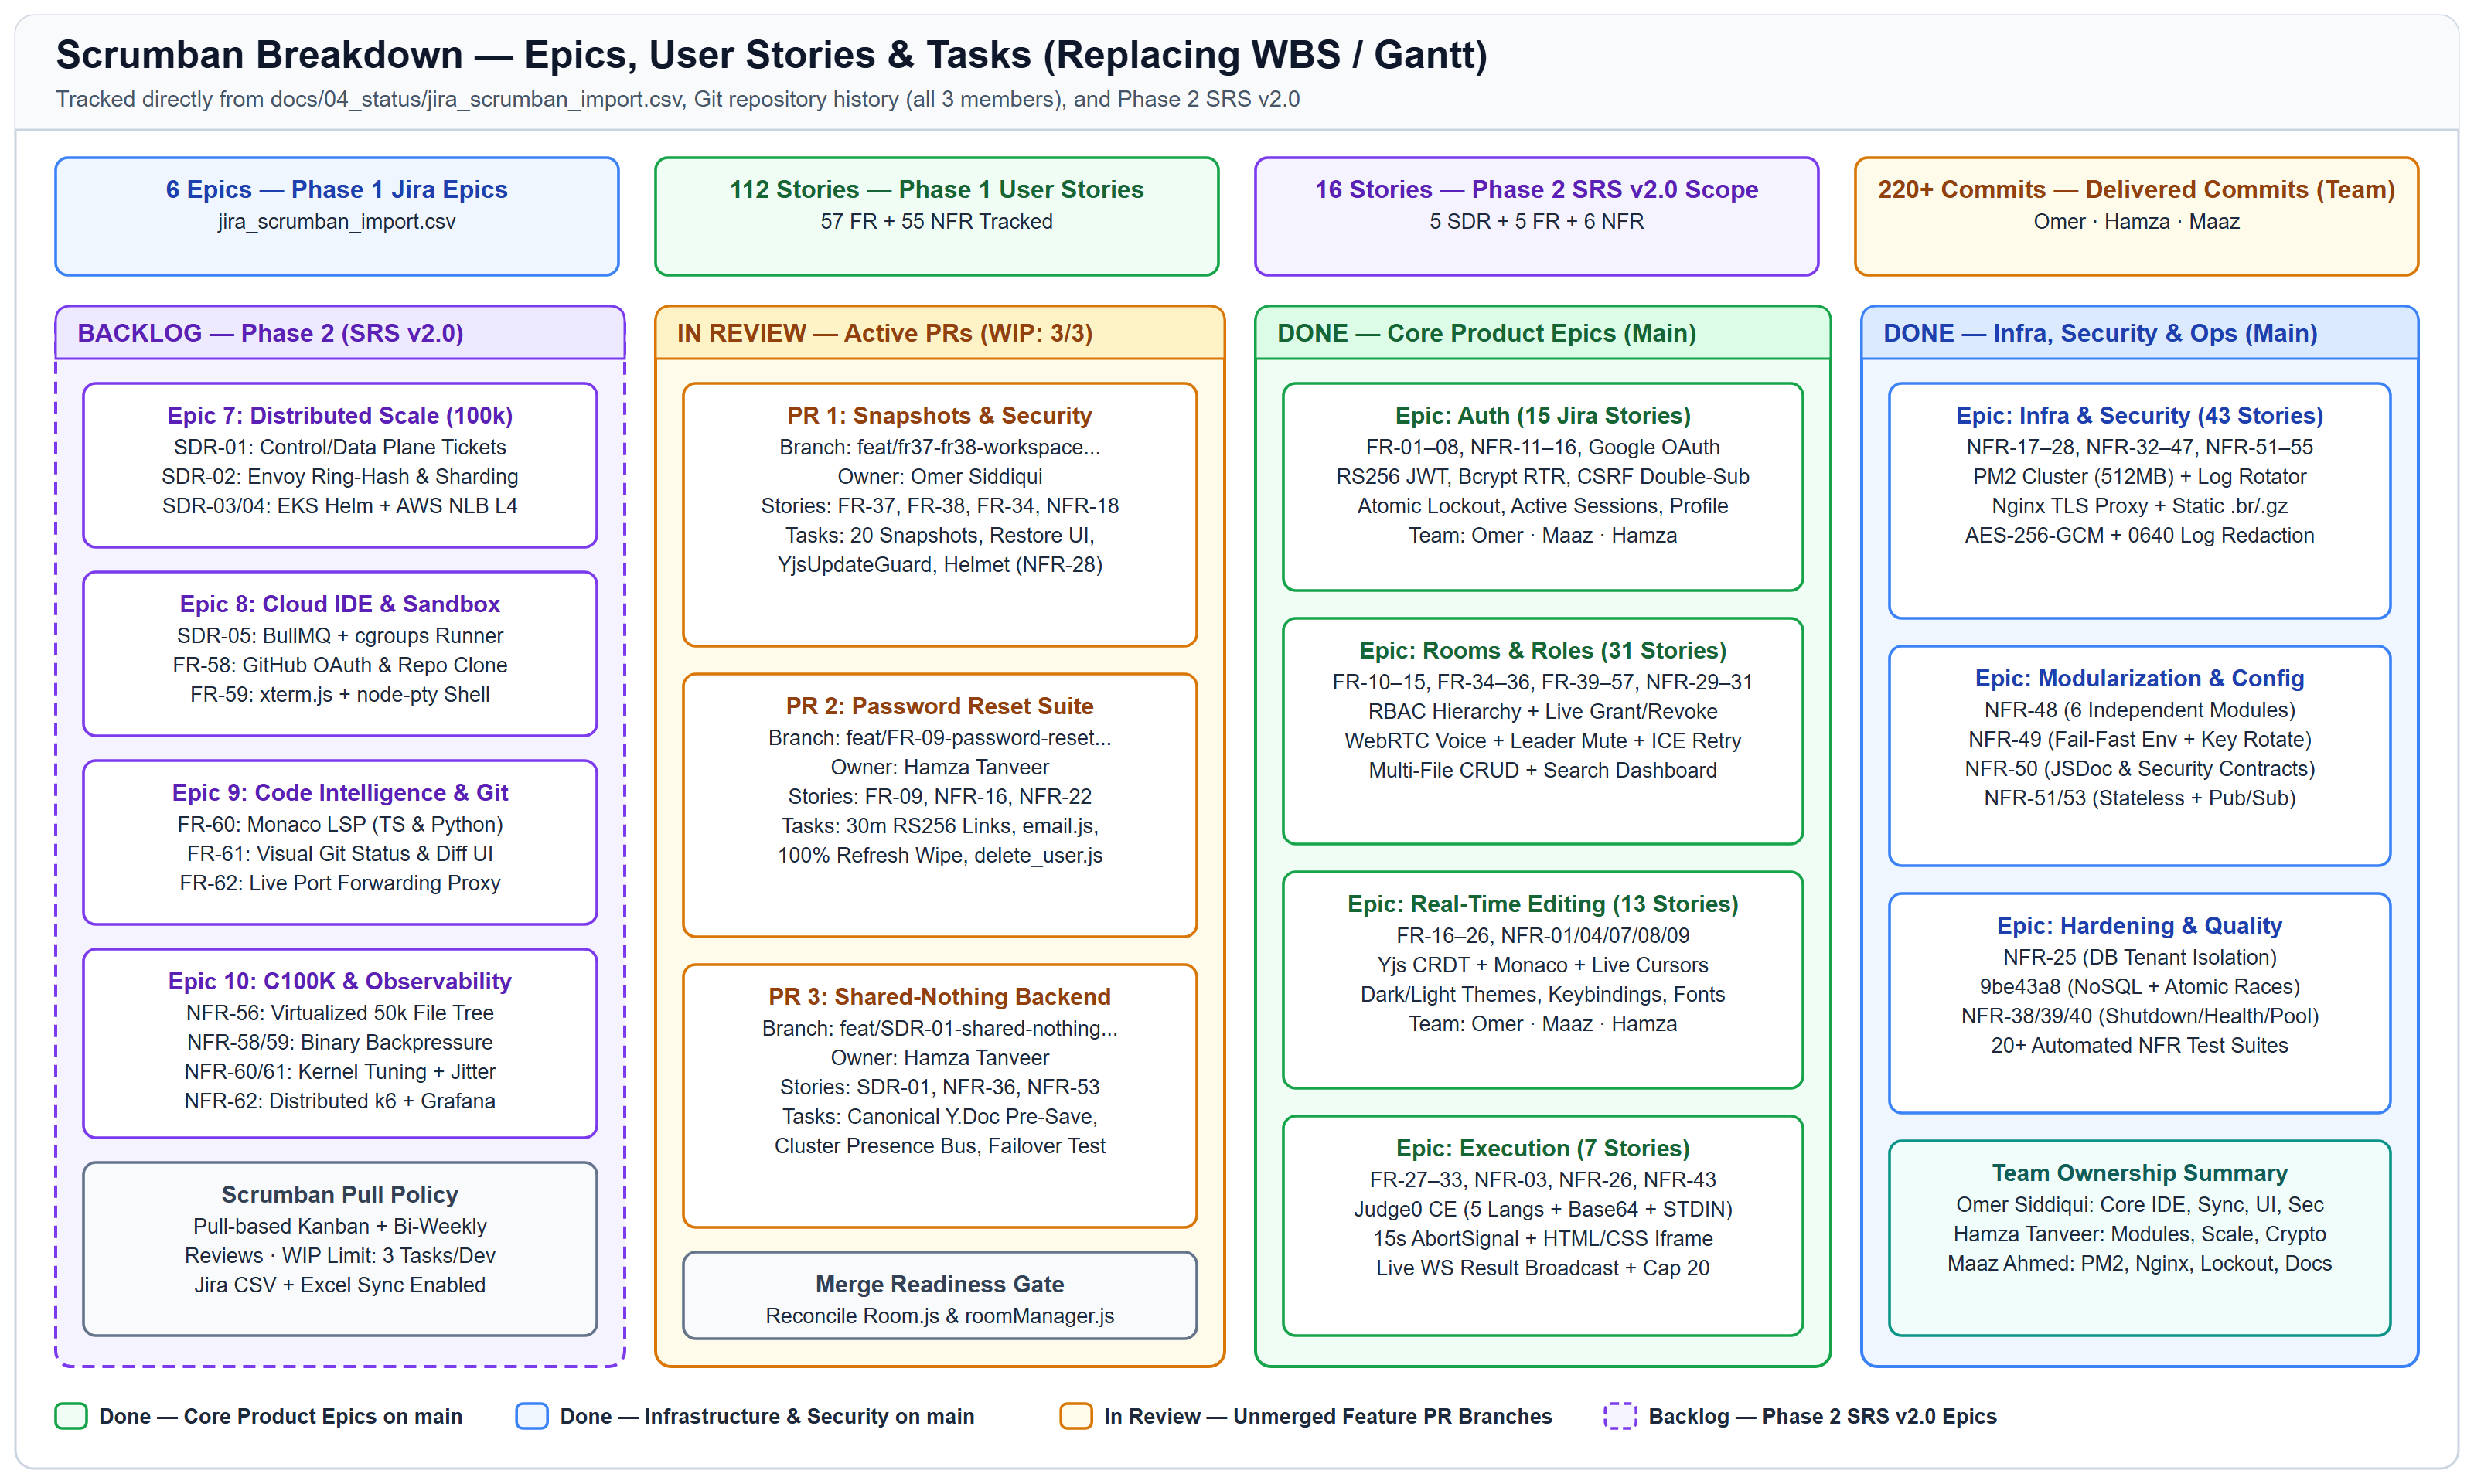 Scrumban Breakdown — Epics, User Stories & Tasks (Replacing WBS / Gantt)
Tracked directly from docs/04_status/jira_scrumban_import.csv, Git repository history (all 3 members), and Phase 2 SRS v2.0
6 Epics — Phase 1 Jira Epics
jira_scrumban_import.csv
112 Stories — Phase 1 User Stories
57 FR + 55 NFR Tracked
16 Stories — Phase 2 SRS v2.0 Scope
5 SDR + 5 FR + 6 NFR
220+ Commits — Delivered Commits (Team)
Omer · Hamza · Maaz
BACKLOG — Phase 2 (SRS v2.0)
Epic 7: Distributed Scale (100k)
SDR-01: Control/Data Plane Tickets
SDR-02: Envoy Ring-Hash & Sharding
SDR-03/04: EKS Helm + AWS NLB L4
Epic 8: Cloud IDE & Sandbox
SDR-05: BullMQ + cgroups Runner
FR-58: GitHub OAuth & Repo Clone
FR-59: xterm.js + node-pty Shell
Epic 9: Code Intelligence & Git
FR-60: Monaco LSP (TS & Python)
FR-61: Visual Git Status & Diff UI
FR-62: Live Port Forwarding Proxy
Epic 10: C100K & Observability
NFR-56: Virtualized 50k File Tree
NFR-58/59: Binary Backpressure
NFR-60/61: Kernel Tuning + Jitter
NFR-62: Distributed k6 + Grafana
Scrumban Pull Policy
Pull-based Kanban + Bi-Weekly
Reviews · WIP Limit: 3 Tasks/Dev
Jira CSV + Excel Sync Enabled
IN REVIEW — Active PRs (WIP: 3/3)
PR 1: Snapshots & Security
Branch: feat/fr37-fr38-workspace...
Owner: Omer Siddiqui
Stories: FR-37, FR-38, FR-34, NFR-18
Tasks: 20 Snapshots, Restore UI,
YjsUpdateGuard, Helmet (NFR-28)
PR 2: Password Reset Suite
Branch: feat/FR-09-password-reset...
Owner: Hamza Tanveer
Stories: FR-09, NFR-16, NFR-22
Tasks: 30m RS256 Links, email.js,
100% Refresh Wipe, delete_user.js
PR 3: Shared-Nothing Backend
Branch: feat/SDR-01-shared-nothing...
Owner: Hamza Tanveer
Stories: SDR-01, NFR-36, NFR-53
Tasks: Canonical Y.Doc Pre-Save,
Cluster Presence Bus, Failover Test
Merge Readiness Gate
Reconcile Room.js & roomManager.js
DONE — Core Product Epics (Main)
Epic: Auth (15 Jira Stories)
FR-01–08, NFR-11–16, Google OAuth
RS256 JWT, Bcrypt RTR, CSRF Double-Sub
Atomic Lockout, Active Sessions, Profile
Team: Omer · Maaz · Hamza
Epic: Rooms & Roles (31 Stories)
FR-10–15, FR-34–36, FR-39–57, NFR-29–31
RBAC Hierarchy + Live Grant/Revoke
WebRTC Voice + Leader Mute + ICE Retry
Multi-File CRUD + Search Dashboard
Epic: Real-Time Editing (13 Stories)
FR-16–26, NFR-01/04/07/08/09
Yjs CRDT + Monaco + Live Cursors
Dark/Light Themes, Keybindings, Fonts
Team: Omer · Maaz · Hamza
Epic: Execution (7 Stories)
FR-27–33, NFR-03, NFR-26, NFR-43
Judge0 CE (5 Langs + Base64 + STDIN)
15s AbortSignal + HTML/CSS Iframe
Live WS Result Broadcast + Cap 20
DONE — Infra, Security & Ops (Main)
Epic: Infra & Security (43 Stories)
NFR-17–28, NFR-32–47, NFR-51–55
PM2 Cluster (512MB) + Log Rotator
Nginx TLS Proxy + Static .br/.gz
AES-256-GCM + 0640 Log Redaction
Epic: Modularization & Config
NFR-48 (6 Independent Modules)
NFR-49 (Fail-Fast Env + Key Rotate)
NFR-50 (JSDoc & Security Contracts)
NFR-51/53 (Stateless + Pub/Sub)
Epic: Hardening & Quality
NFR-25 (DB Tenant Isolation)
9be43a8 (NoSQL + Atomic Races)
NFR-38/39/40 (Shutdown/Health/Pool)
20+ Automated NFR Test Suites
Team Ownership Summary
Omer Siddiqui: Core IDE, Sync, UI, Sec
Hamza Tanveer: Modules, Scale, Crypto
Maaz Ahmed: PM2, Nginx, Lockout, Docs
Done — Core Product Epics on main
Done — Infrastructure & Security on main
In Review — Unmerged Feature PR Branches
Backlog — Phase 2 SRS v2.0 Epics